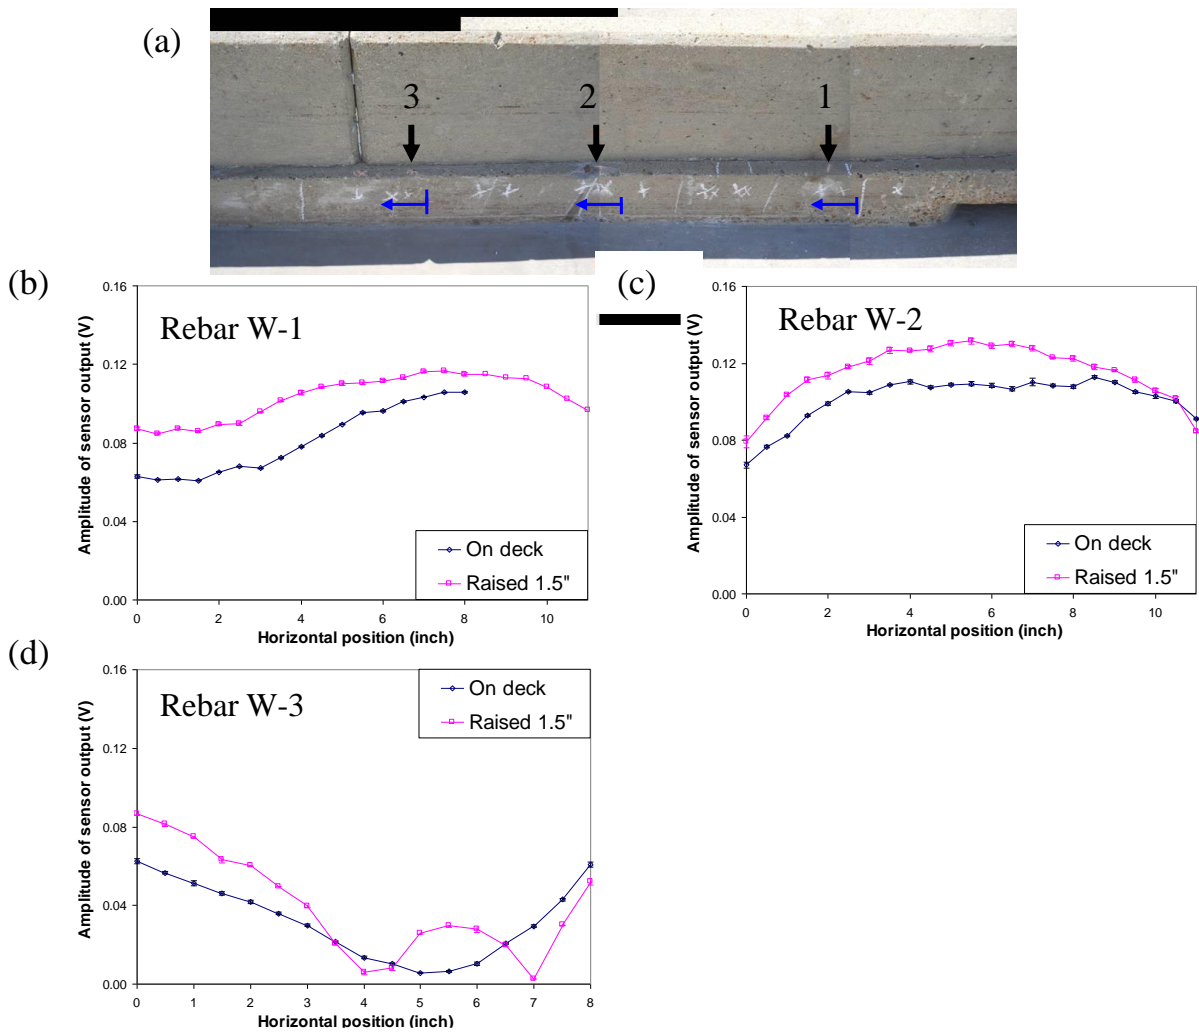 (a)
3
2
1
(b)
Rebar W-1
Amplitude of sensor output (V)
0.16
0.12
0.08
0.04
0.00
0
2
4
6
8
10
Horizontal position (inch)
On deck
Raised 1.5"
(c)
Rebar W-2
Amplitude of sensor output (V)
0.16
0.12
0.08
0.04
0.00
0
2
4
6
8
10
Horizontal position (inch)
On deck
Raised 1.5"
(d)
Rebar W-3
Amplitude of sensor output (V)
0.16
0.12
0.08
0.04
0.00
0
1
2
3
4
5
6
7
8
Horizontal position (inch)
On deck
Raised 1.5"